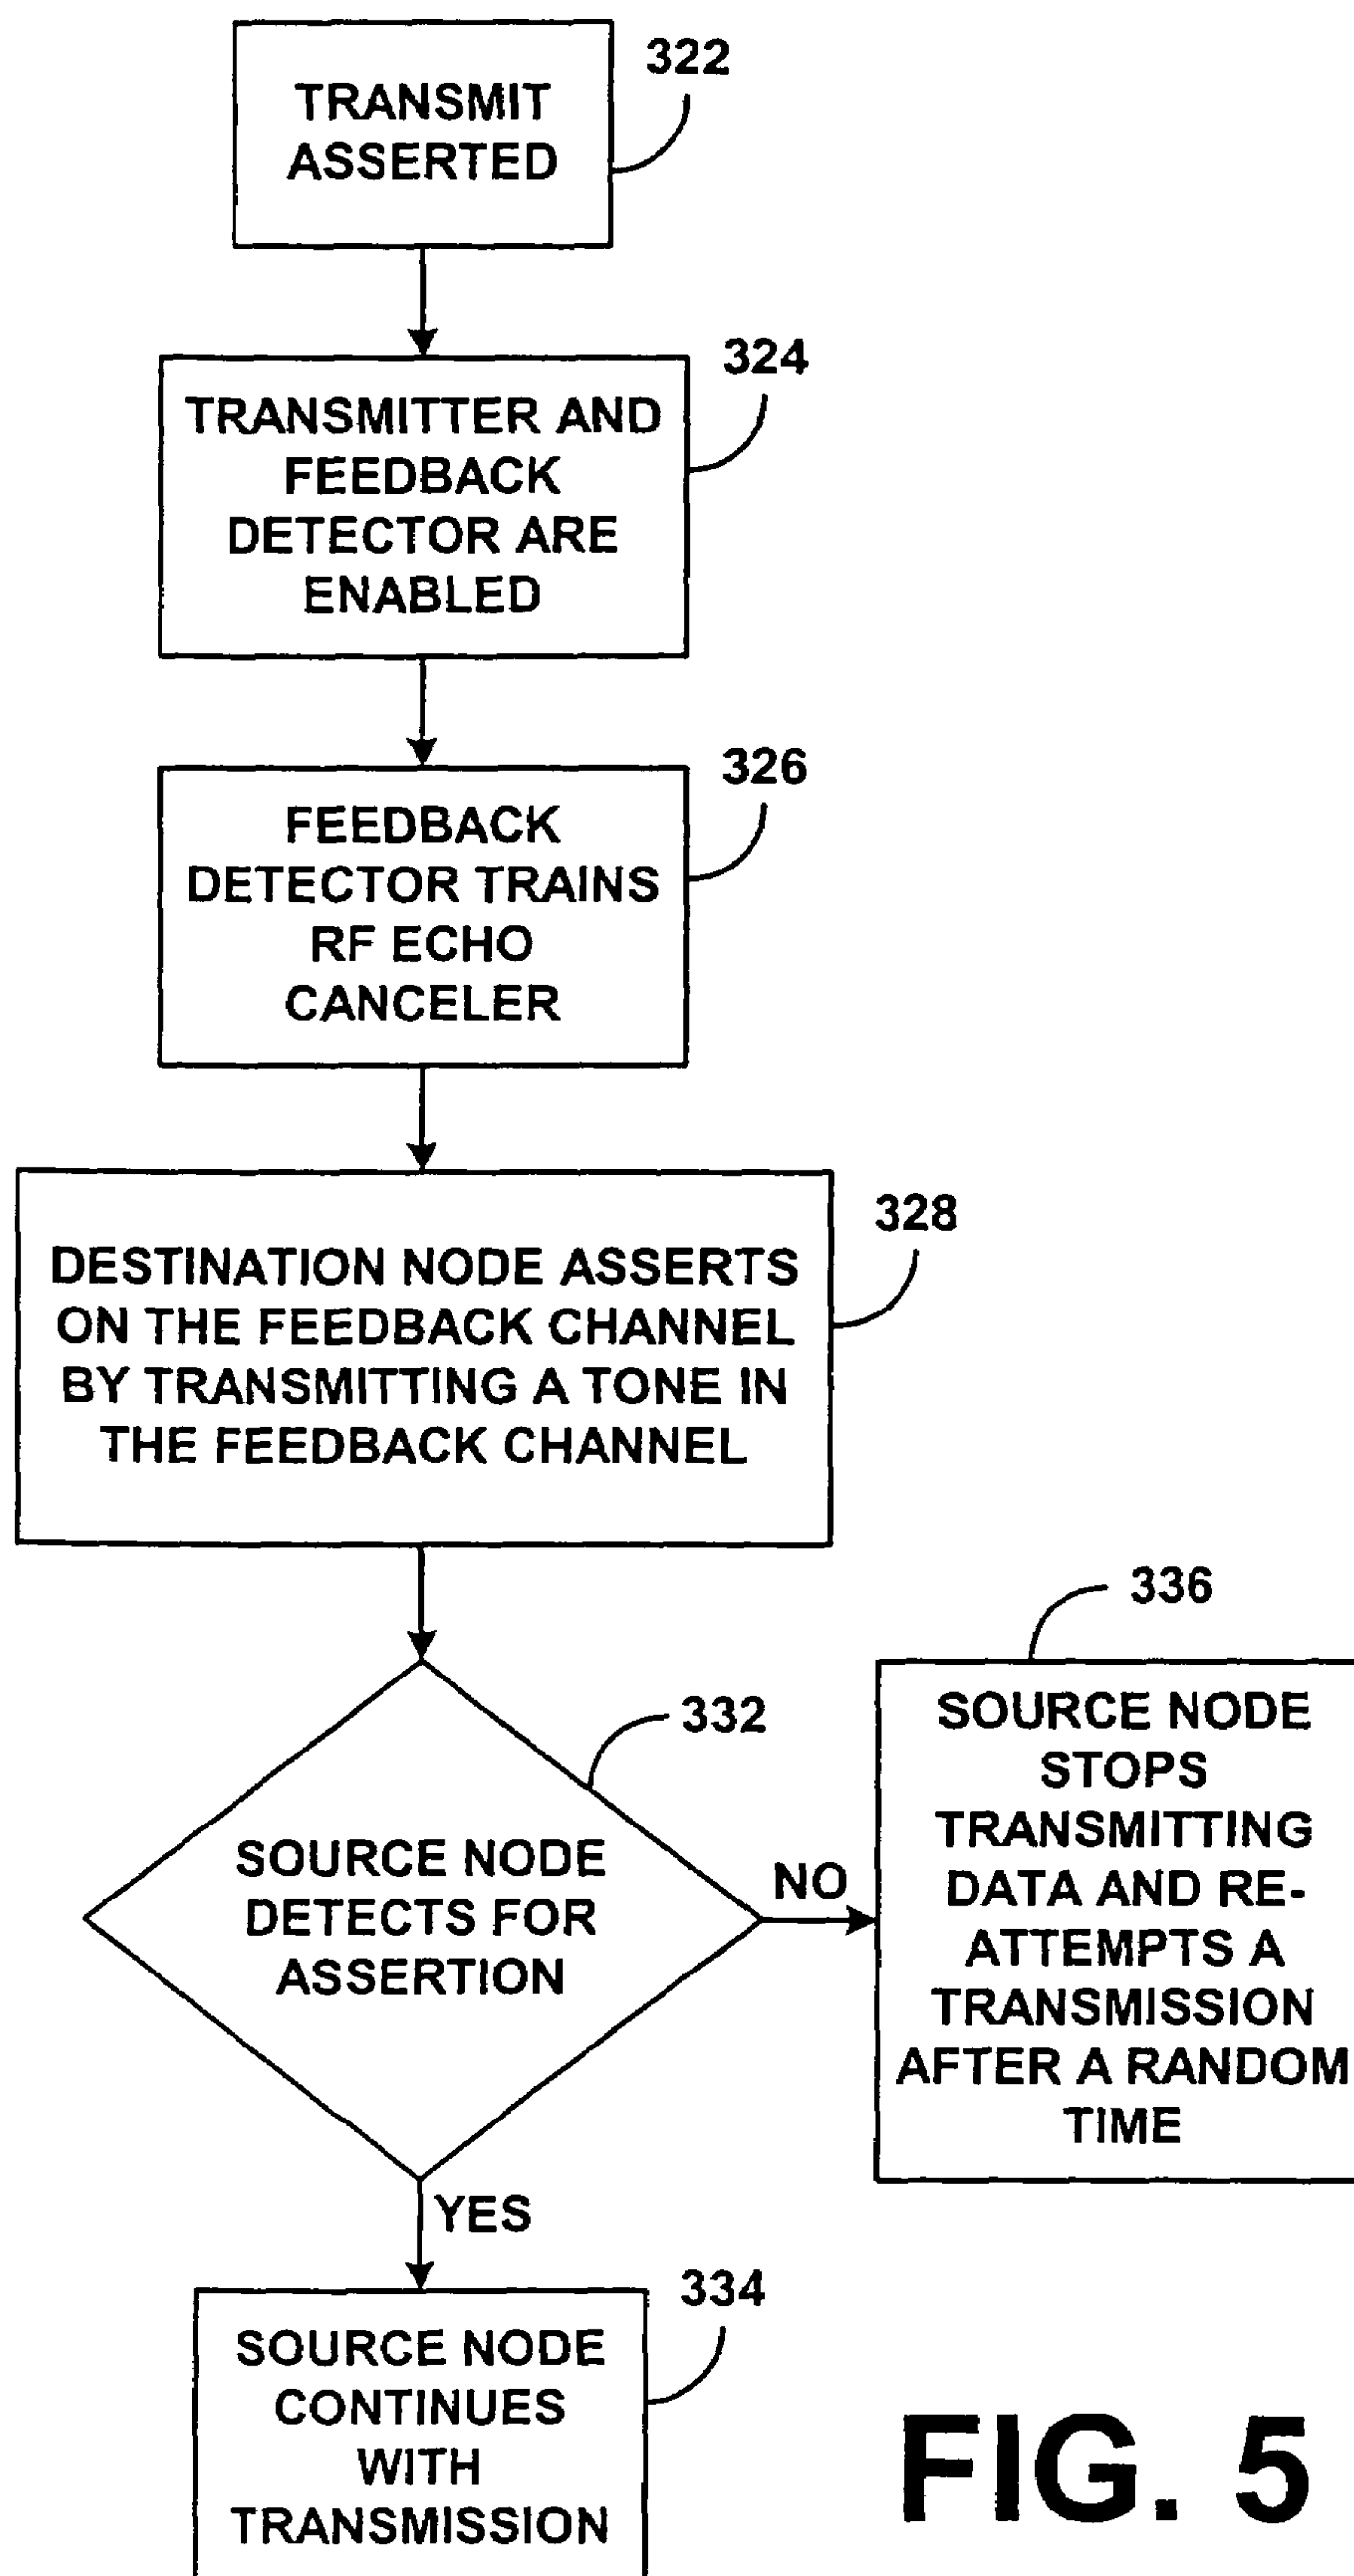 322
TRANSMIT
ASSERTED
324
TRANSMITTER AND
FEEDBACK
DETECTOR ARE
ENABLED
326
FEEDBACK
DETECTOR TRAINS
RF ECHO
CANCELER
328
DESTINATION NODE ASSERTS
ON THE FEEDBACK CHANNEL
BY TRANSMITTING A TONE IN
THE FEEDBACK CHANNEL
332
SOURCE NODE
DETECTS FOR
ASSERTION
NO
336
SOURCE NODE
STOPS
TRANSMITTING
DATA AND RE-
ATTEMPTS A
TRANSMISSION
AFTER A RANDOM
TIME
YES
334
SOURCE NODE
CONTINUES
WITH
TRANSMISSION
FIG. 5